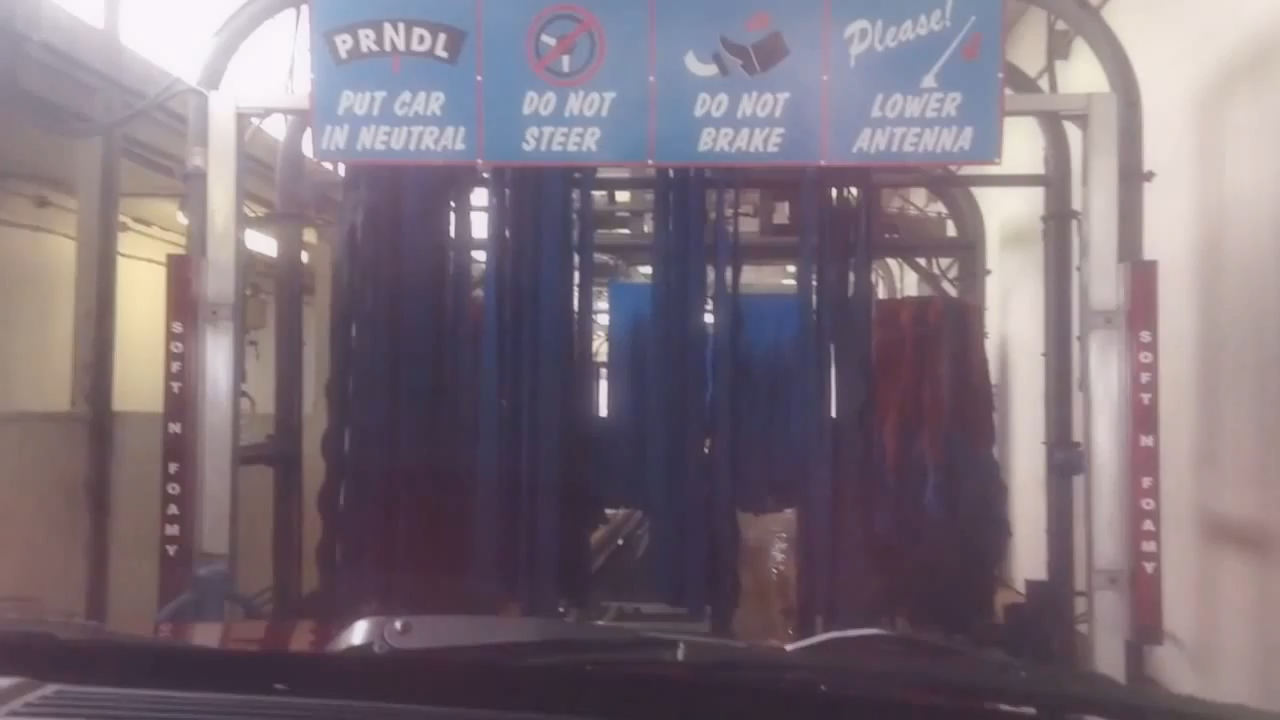 PRNDL
PUT CAR
IN NEUTRAL
DO NOT
STEER
DO NOT
BRAKE
Please!
LOWER
ANTENNA
SOFT N FOAMY
SOFT N FOAMY